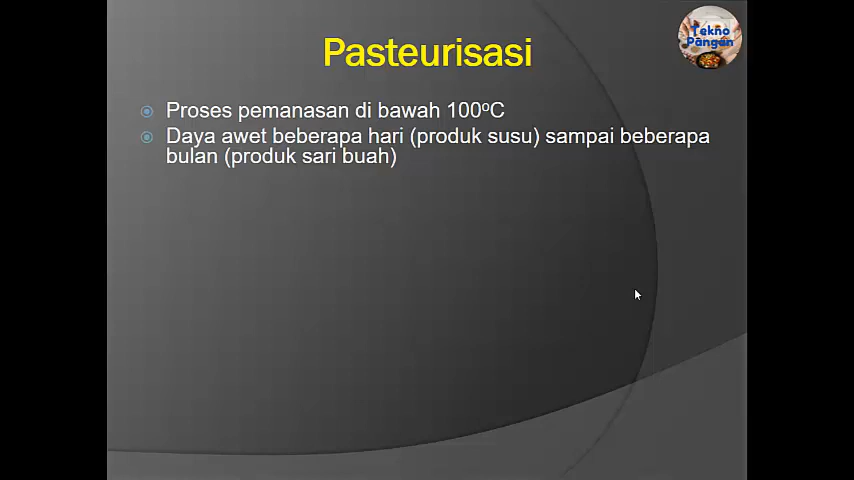 Pasteurisasi
Tekno
Pangan
Proses pemanasan di bawah 100ºC
Daya awet beberapa hari (produk susu) sampai beberapa
bulan (produk sari buah)